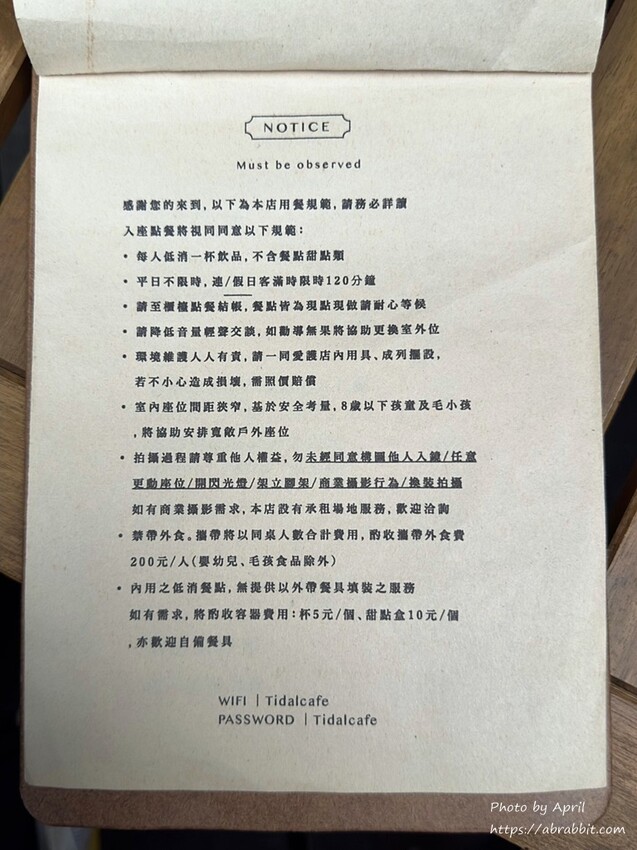 NOTICE
Must be observed
感謝您的來到，以下為本店用餐規範，請務必詳讀
入座點餐將視同同意以下規範：
• 每人低消一杯飲品，不含餐點甜點類
• 平日不限時，連/假日客滿時限時120分鐘
• 請至櫃檯點餐結帳，餐點皆為現點現做請耐心等候
• 請降低音量輕聲交談，如勸導無果將協助更換室外位
• 環境維護人人有責，請一同愛護店內用具、成列擺設，
若不小心造成損壞，需照價賠償
• 室內座位間距狹窄，基於安全考量，8歲以下孩童及毛小孩
，將協助安排寬敞戶外座位
• 拍攝過程請尊重他人權益，勿未經同意構圖他人入鏡/任意
更動座位/開閃光燈/架立腳架/商業攝影行為/換裝拍攝
如有商業攝影需求，本店設有承租場地服務，歡迎洽詢
• 禁帶外食。攜帶將以同桌人數合計費用，酌收攜帶外食費
200元/人(嬰幼兒、毛孩食品除外)
• 內用之低消餐點，無提供以外帶餐具填裝之服務
如有需求，將酌收容器費用：杯5元/個、甜點盒10元/個
，亦歡迎自備餐具
WIFI | Tidalcafe
PASSWORD | Tidalcafe
Photo by April
https://abrabbit.com